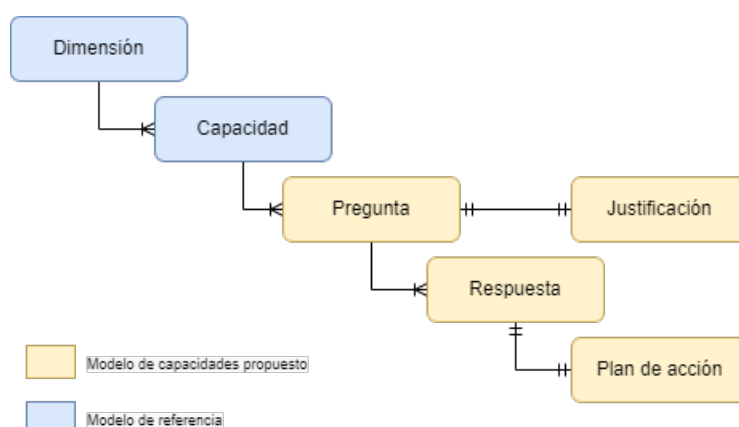 Dimensión
Capacidad
Pregunta
Justificación
Respuesta
Plan de acción
Modelo de capacidades propuesto
Modelo de referencia